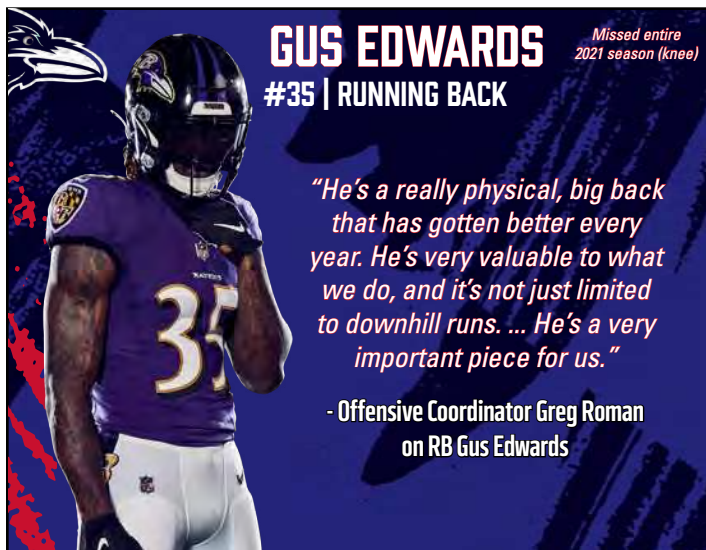 GUS EDWARDS
Missed entire
2021 season (knee)
#35 | RUNNING BACK
“He’s a really physical, big back
that has gotten better every
year. He’s very valuable to what
we do, and it’s not just limited
to downhill runs. ... He’s a very
important piece for us.”
- Offensive Coordinator Greg Roman
on RB Gus Edwards
RAVENS
35